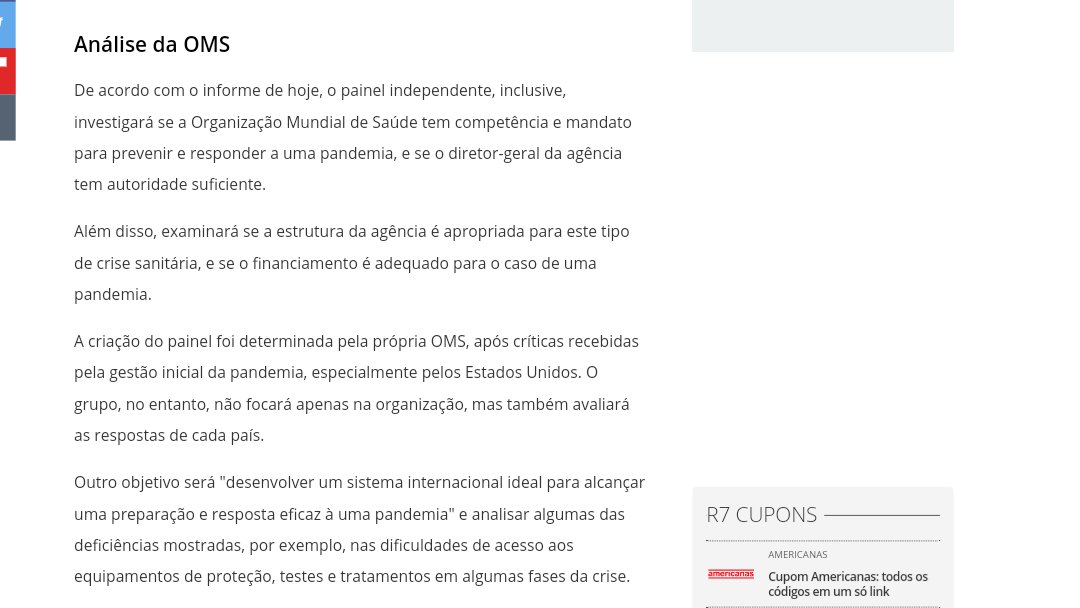 Análise da OMS
De acordo com o informe de hoje, o painel independente, inclusive,
investigará se a Organização Mundial de Saúde tem competência e mandato
para prevenir e responder a uma pandemia, e se o diretor-geral da agência
tem autoridade suficiente.
Além disso, examinará se a estrutura da agência é apropriada para este tipo
de crise sanitária, e se o financiamento é adequado para o caso de uma
pandemia.
A criação do painel foi determinada pela própria OMS, após críticas recebidas
pela gestão inicial da pandemia, especialmente pelos Estados Unidos. O
grupo, no entanto, não focará apenas na organização, mas também avaliará
as respostas de cada país.
Outro objetivo será "desenvolver um sistema internacional ideal para alcançar
uma preparação e resposta eficaz à uma pandemia" e analisar algumas das
deficiências mostradas, por exemplo, nas dificuldades de acesso aos
equipamentos de proteção, testes e tratamentos em algumas fases da crise.
R7 CUPONS
AMERICANAS
americanas
Cupom Americanas: todos os
códigos em um só link